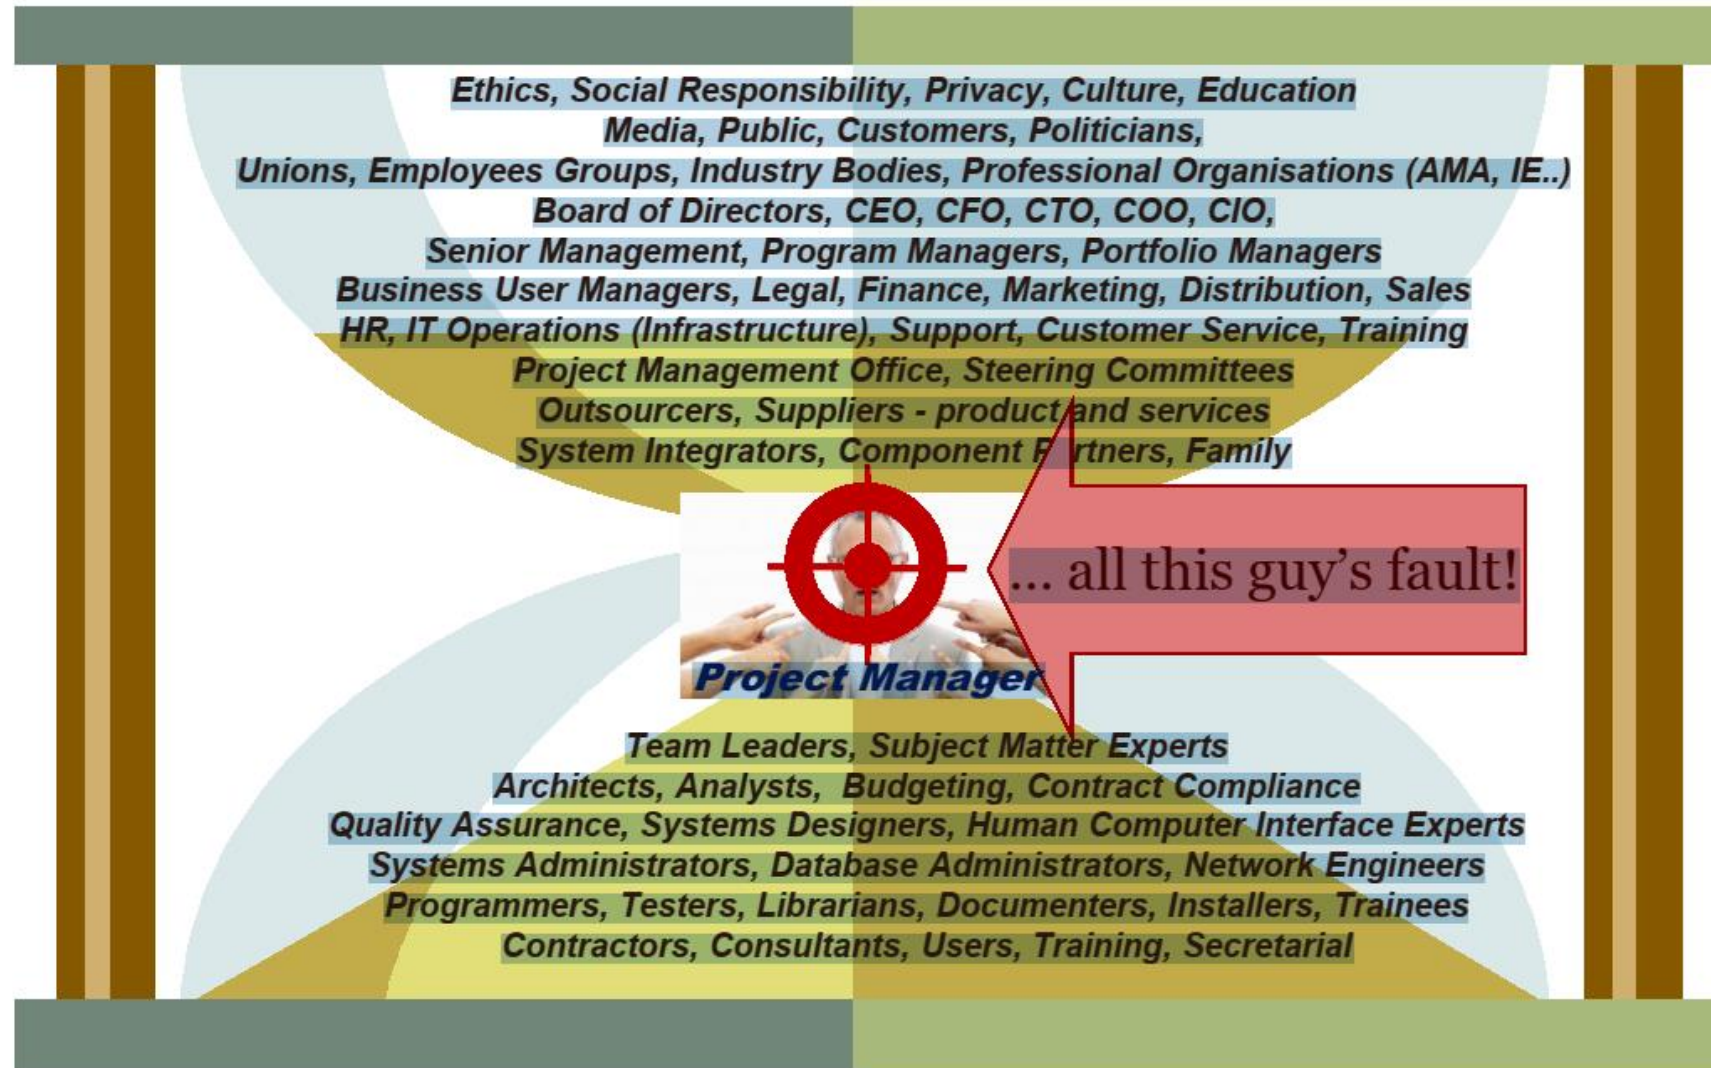 Ethics, Social Responsibility, Privacy, Culture, Education
Media, Public, Customers, Politicians,
Unions, Employees Groups, Industry Bodies, Professional Organisations (AMA, IE..)
Board of Directors, CEO, CFO, CTO, COO, CIO,
Senior Management, Program Managers, Portfolio Managers
Business User Managers, Legal, Finance, Marketing, Distribution, Sales
HR, IT Operations (Infrastructure), Support, Customer Service, Training
Project Management Office, Steering Committees
Outsourcers, Suppliers - product and services
System Integrators, Component Partners, Family
... all this guy's fault!
Project Manager
Team Leaders, Subject Matter Experts
Architects, Analysts, Budgeting, Contract Compliance
Quality Assurance, Systems Designers, Human Computer Interface Experts
Systems Administrators, Database Administrators, Network Engineers
Programmers, Testers, Librarians, Documenters, Installers, Trainees
Contractors, Consultants, Users, Training, Secretarial